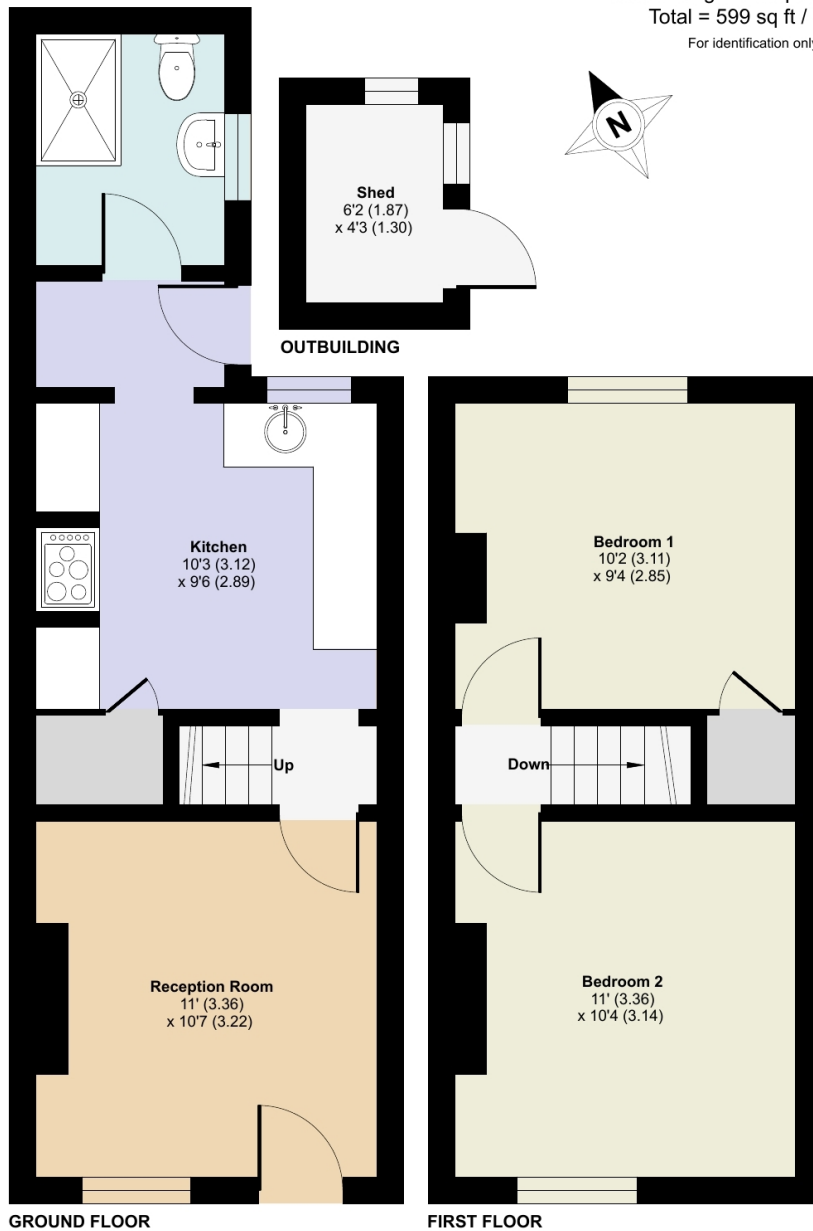 Total = 599 sq ft /
For identification only
N
Shed
6'2 (1.87)
x 4'3 (1.30)
OUTBUILDING
Kitchen
10'3 (3.12)
x 9'6 (2.89)
Bedroom 1
10'2 (3.11)
x 9'4 (2.85)
Up
Down
Reception Room
11' (3.36)
x 10'7 (3.22)
Bedroom 2
11' (3.36)
x 10'4 (3.14)
GROUND FLOOR
FIRST FLOOR